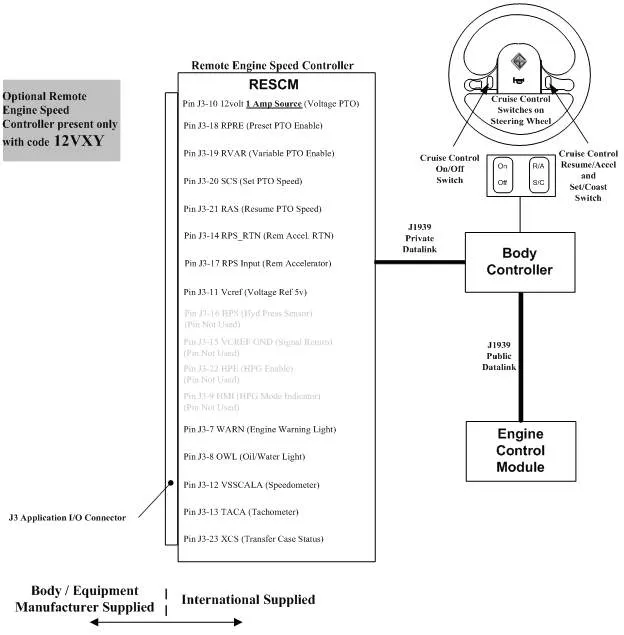 Remote Engine Speed Controller
RESCM
Optional Remote
Engine Speed
Controller present only
with code 12VXY
Pin J3-10 12volt 1 Amp Source (Voltage PTO)
Pin J3-18 RPRE (Preset PTO Enable)
Pin J3-19 RVAR (Variable PTO Enable)
Pin J3-20 SCS (Set PTO Speed)
Pin J3-21 RAS (Resume PTO Speed)
Pin J3-14 RPS_RTN (Rem Accel. RTN)
Pin J3-17 RPS Input (Rem Accelerator)
Pin J3-11 Vcref (Voltage Ref 5v)
Pin J3-16 HPS (Hyd Press Sensor)
(Pin Not Used)
Pin J3-15 VCREF GND (Signal Return)
(Pin Not Used)
Pin J3-22 HPE (HPG Enable)
(Pin Not Used)
Pin J3-9 HMI (HPG Mode Indicator)
(Pin Not Used)
Pin J3-7 WARN (Engine Warning Light)
Pin J3-8 OWL (Oil/Water Light)
Pin J3-12 VSSCALA (Speedometer)
Pin J3-13 TACA (Tachometer)
Pin J3-23 XCS (Transfer Case Status)
J3 Application I/O Connector
Cruise Control
Switches on
Steering Wheel
Cruise Control
On/Off
Switch
On
Off
R/A
S/C
Cruise Control
Resume/Accel
and
Set/Coast
Switch
J1939
Private
Datalink
Body
Controller
J1939
Public
Datalink
Engine
Control
Module
Body / Equipment
Manufacturer Supplied
International Supplied